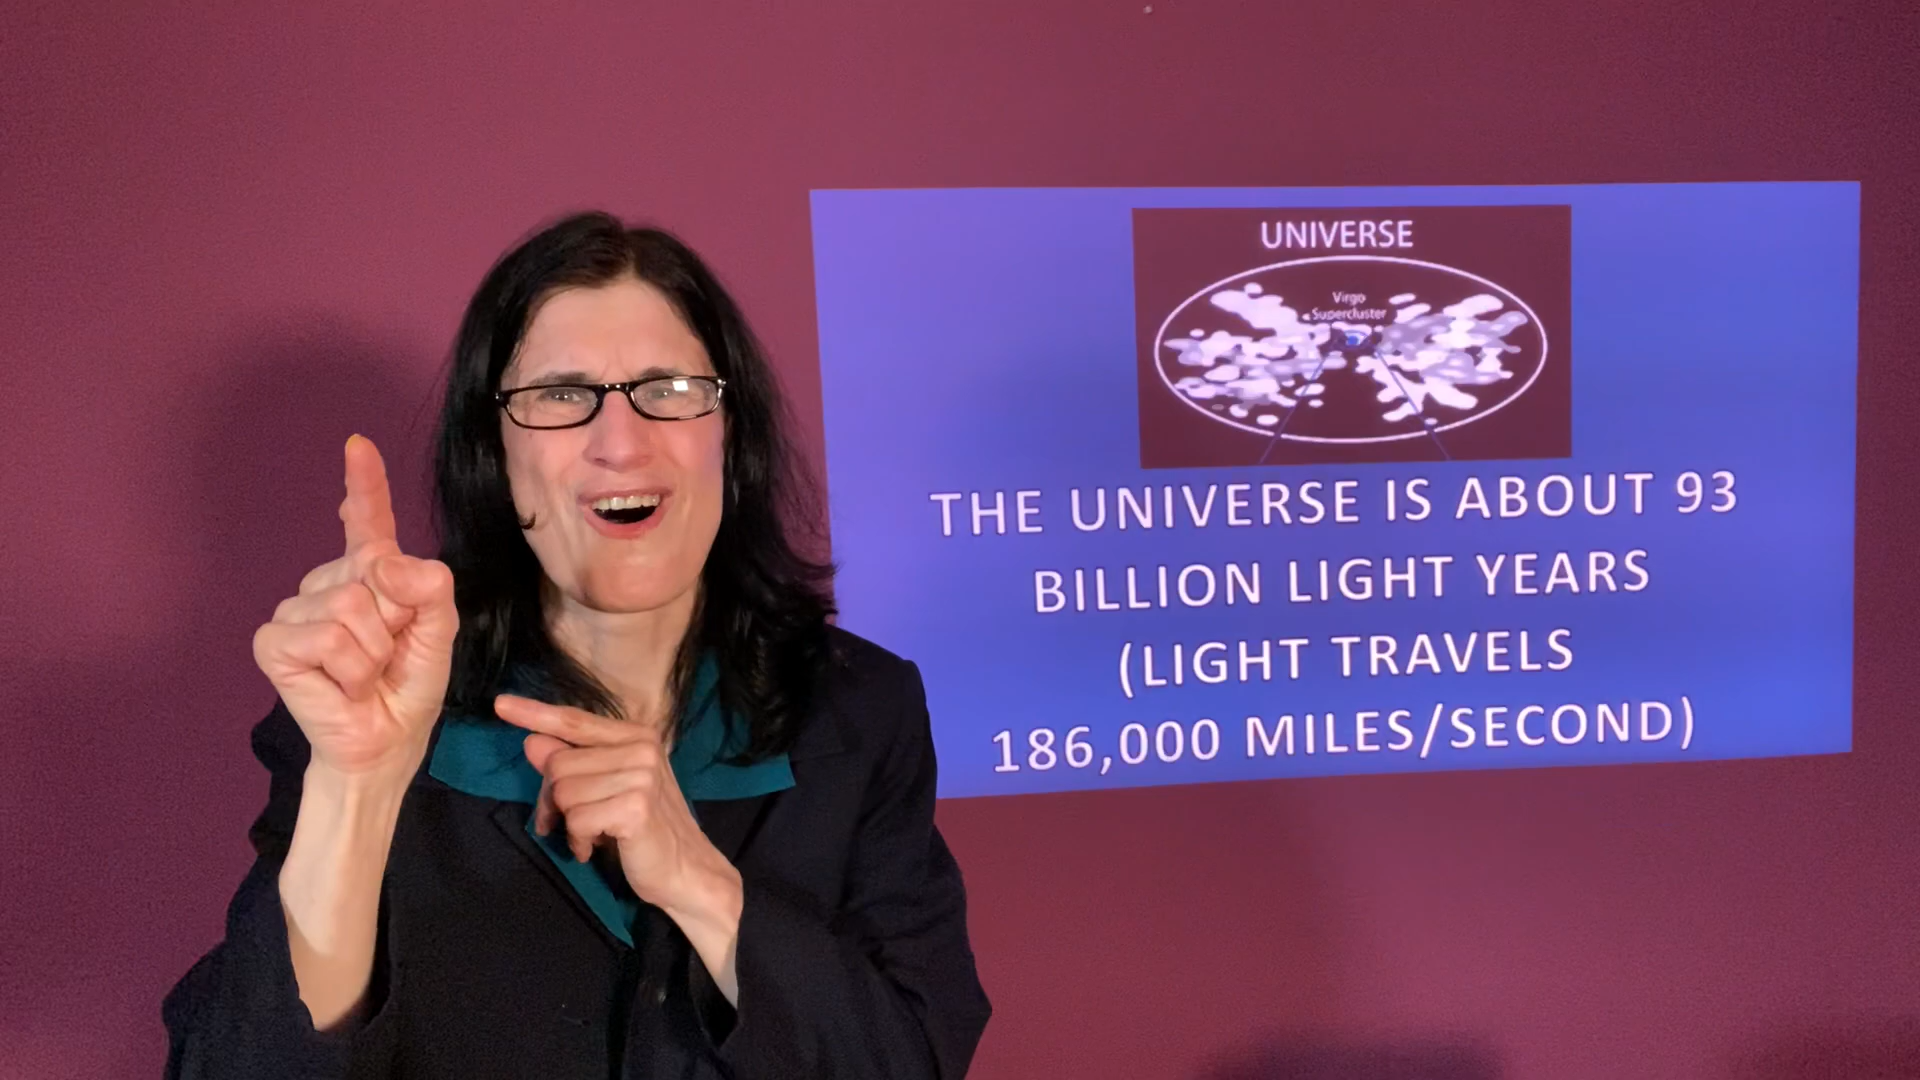 UNIVERSE
Virgo
Supercluster
THE UNIVERSE IS ABOUT 93
BILLION LIGHT YEARS
(LIGHT TRAVELS
186,000 MILES/SECOND)